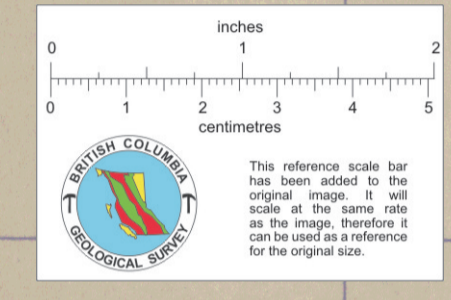 inches
0 1 2
0 1 2 3 4 5
centimetres
BRITISH COLUMBIA
GEOLOGICAL SURVEY
This reference scale bar
has been added to the
original image. It will
scale at the same rate
as the image, therefore it
can be used as a reference
for the original size.